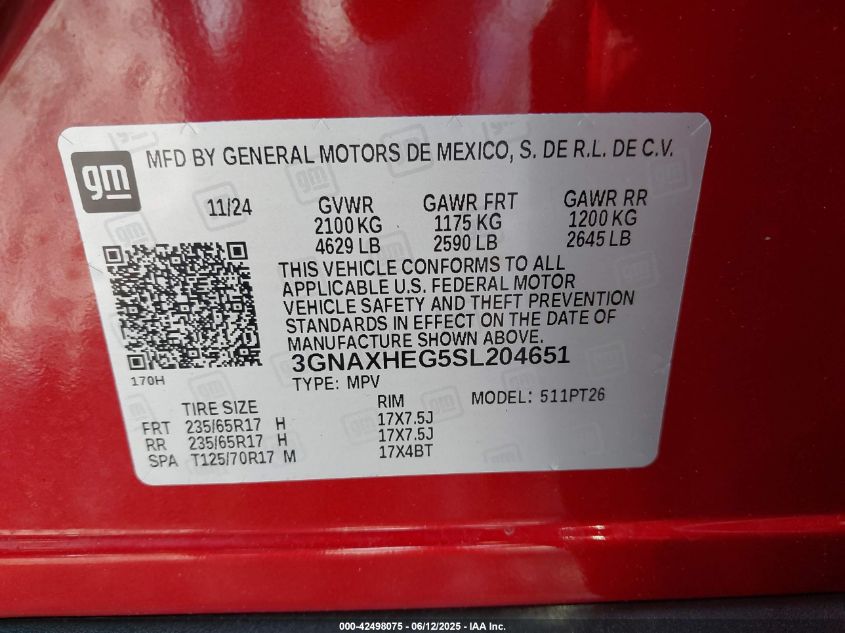 gm
MFD BY GENERAL MOTORS DE MEXICO, S. DE R.L. DE C.V.
11/24 GVWR GAWR FRT GAWR RR
2100 KG 1175 KG 1200 KG
4629 LB 2590 LB 2645 LB
THIS VEHICLE CONFORMS TO ALL
APPLICABLE U.S. FEDERAL MOTOR
VEHICLE SAFETY AND THEFT PREVENTION
STANDARDS IN EFFECT ON THE DATE OF
MANUFACTURE SHOWN ABOVE.
3GNAXHEG5SL204651
170H TYPE: MPV MODEL: 511PT26
TIRE SIZE RIM
FRT 235/65R17 H 17X7.5J
RR 235/65R17 H 17X7.5J
SPA T125/70R17 M 17X4BT
000-42498075 - 06/12/2025 - IAA Inc.